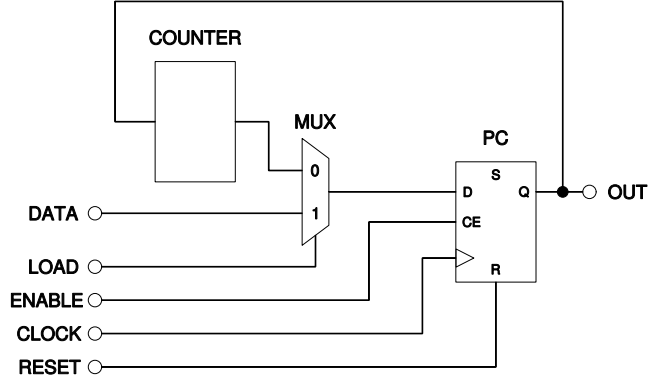 COUNTER
MUX
PC
0
S
D
Q
OUT
DATA
1
CE
LOAD
R
ENABLE
CLOCK
RESET